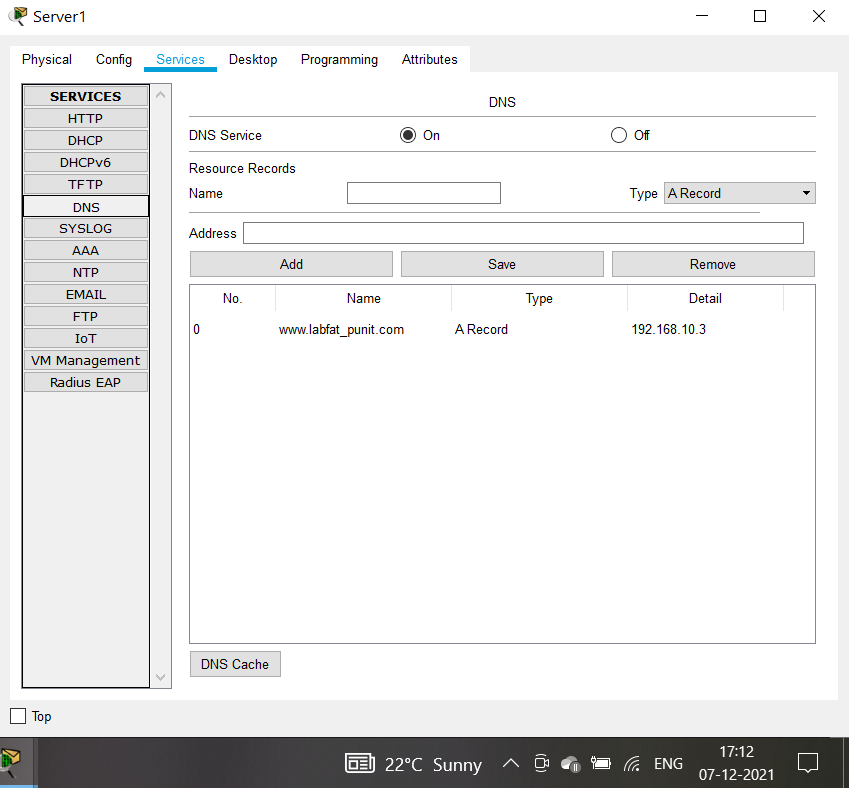 Server1
Physical Config Services Desktop Programming Attributes
SERVICES
HTTP
DHCP
DHCPv6
TFTP
DNS
SYSLOG
AAA
NTP
EMAIL
FTP
IoT
VM Management
Radius EAP
DNS
DNS Service On Off
Resource Records
Name Type A Record
Address
Add Save Remove
No. Name Type Detail
0 www.labfat_punit.com A Record 192.168.10.3
DNS Cache
Top
22°C Sunny ENG 17:12
07-12-2021